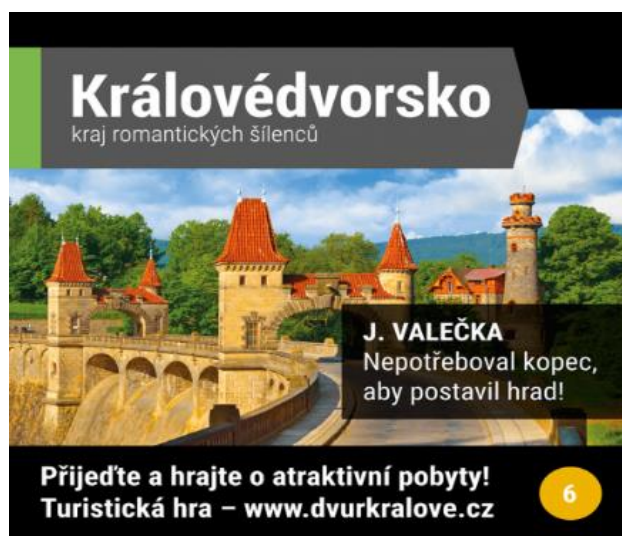 Královédvorsko
kraj romantických šílenců
J. VALEČKA
Nepotřeboval kopec,
aby postavil hrad!
Přijeďte a hrajte o atraktivní pobyty!
Turistická hra – www.dvurkralove.cz
6